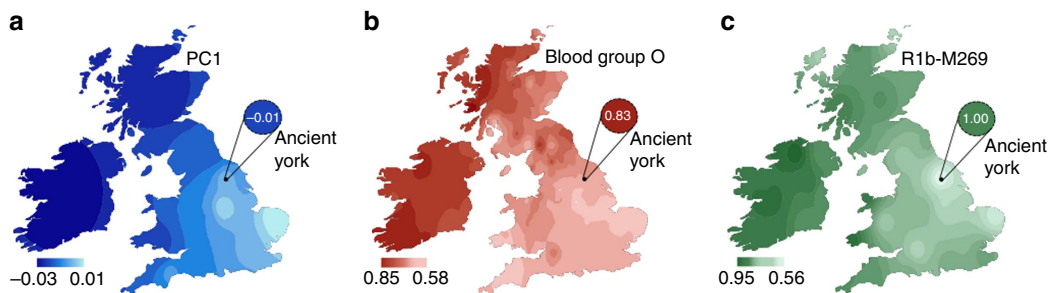 a
PC1
−0.01
Ancient
york
−0.03 0.01
b
Blood group O
0.83
Ancient
york
0.85 0.58
c
R1b-M269
1.00
Ancient
york
0.95 0.56